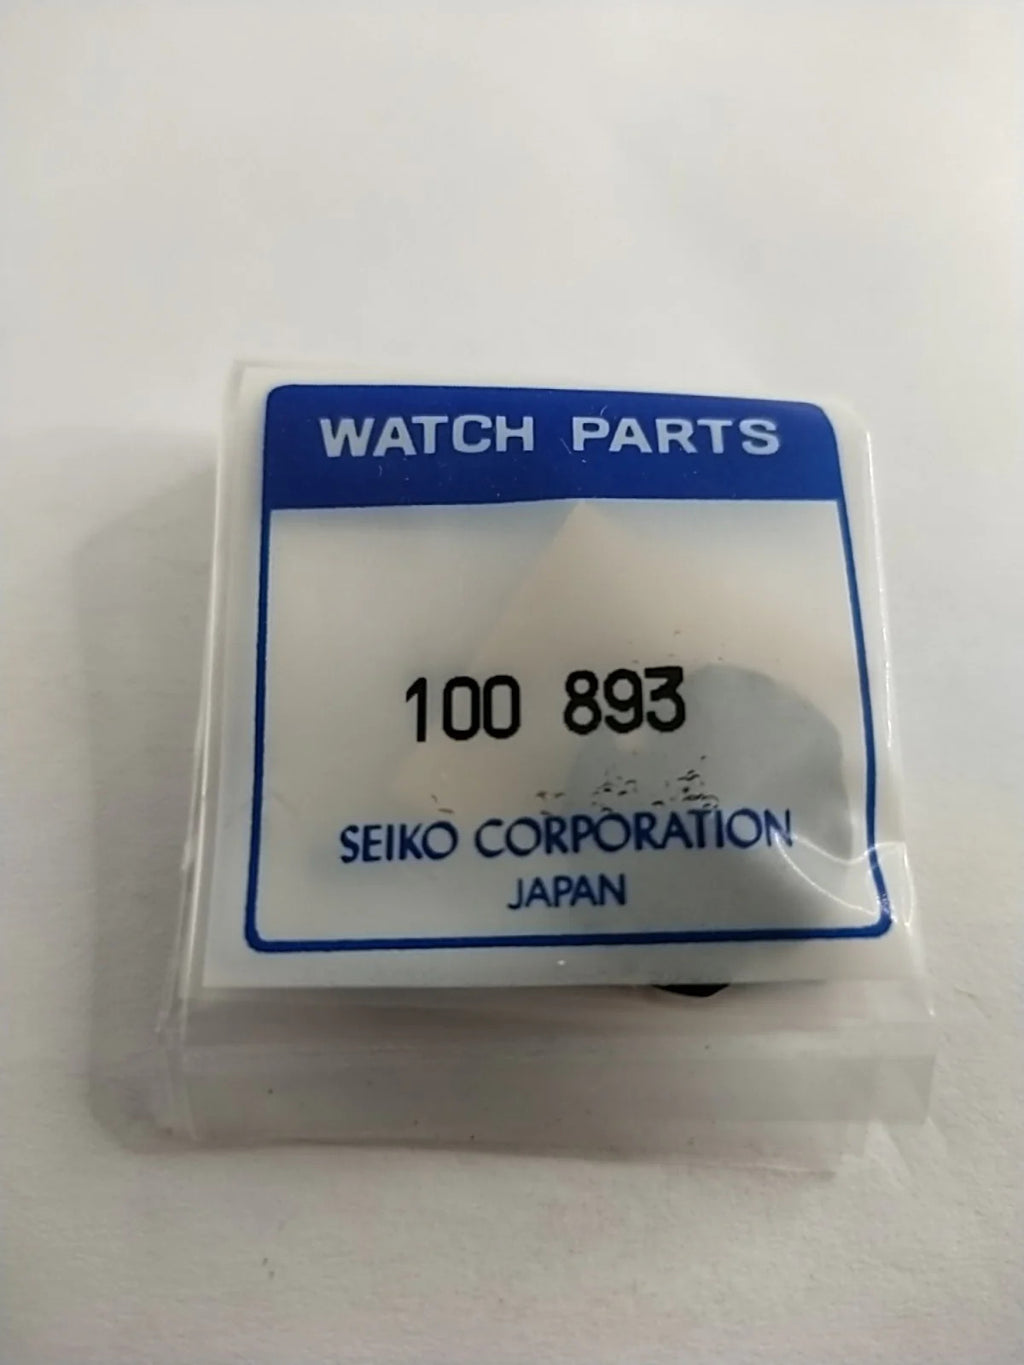 WATCH PARTS
100 893
SEIKO CORPORATION
JAPAN